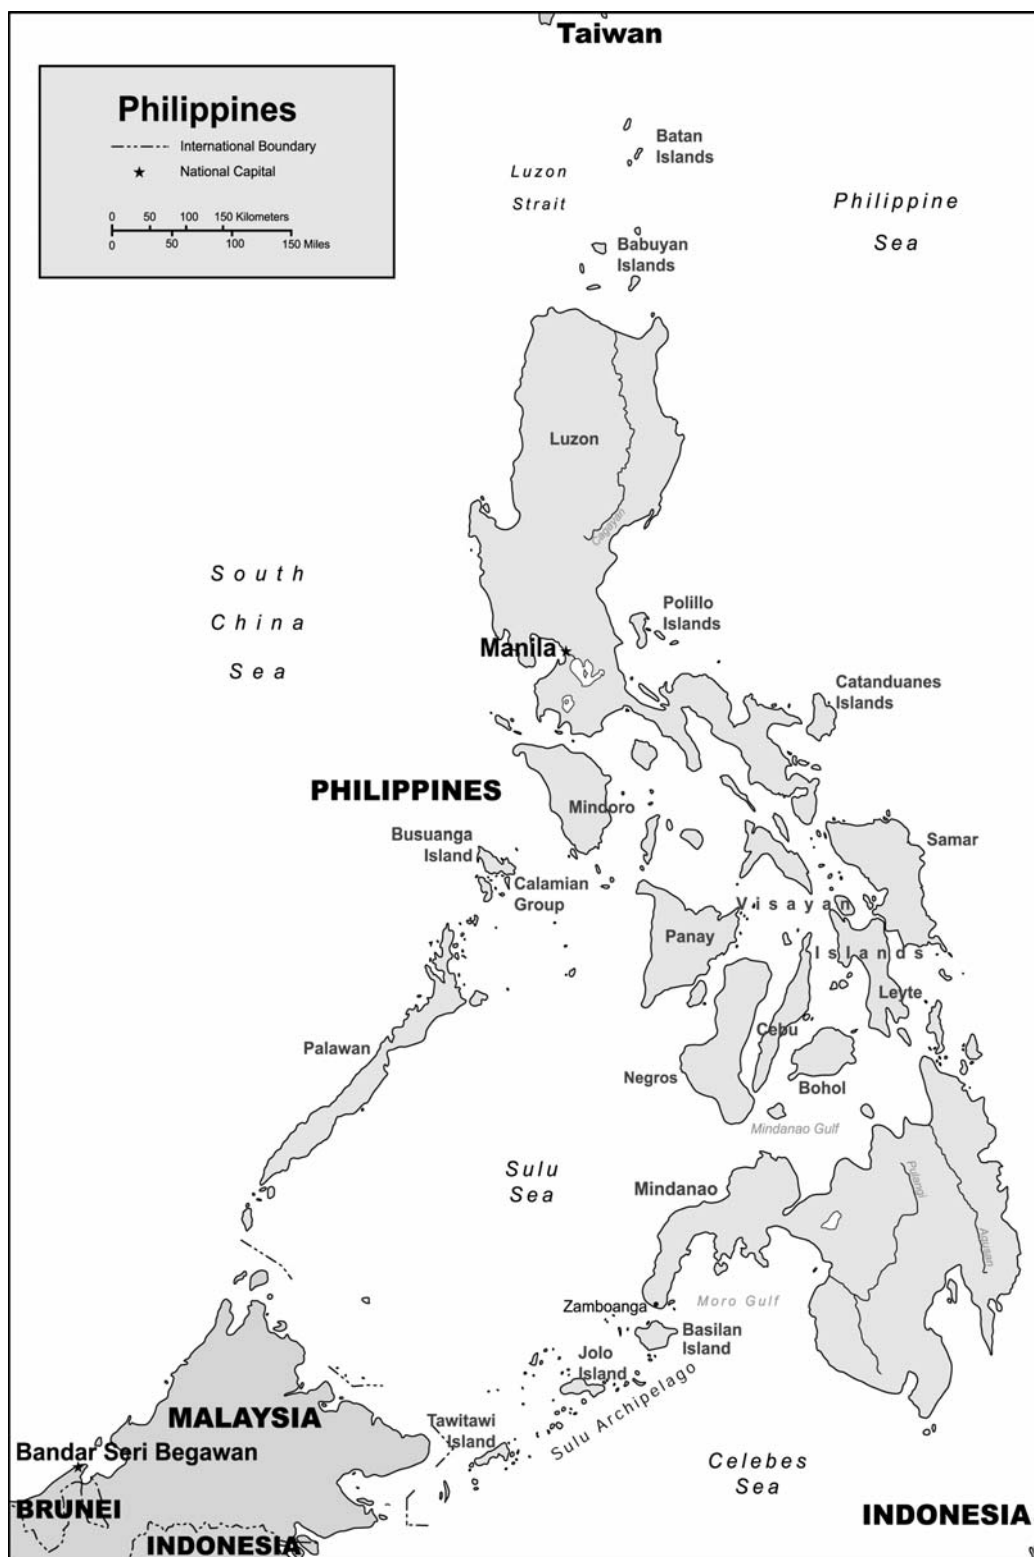 Taiwan
Philippines
International Boundary
National Capital
0 50 100 150 Kilometers
0 50 100 150 Miles
Batan
Islands
Luzon
Strait
Philippine
Sea
Babuyan
Islands
Luzon
Cagayan
South
China
Sea
Polillo
Islands
Manila
Catanduanes
Islands
PHILIPPINES
Mindoro
Busuanga
Island
Samar
Calamian
Group
Visayan
Islands
Panay
Leyte
Cebu
Palawan
Negros
Bohol
Mindanao Gulf
Sulu
Sea
Mindanao
Pulangi
Agusan
Zamboanga
Moro Gulf
Basilan
Island
Jolo
Island
Sulu Archipelago
MALAYSIA
Tawitawi
Island
Bandar Seri Begawan
Celebes
Sea
BRUNEI
INDONESIA
INDONESIA